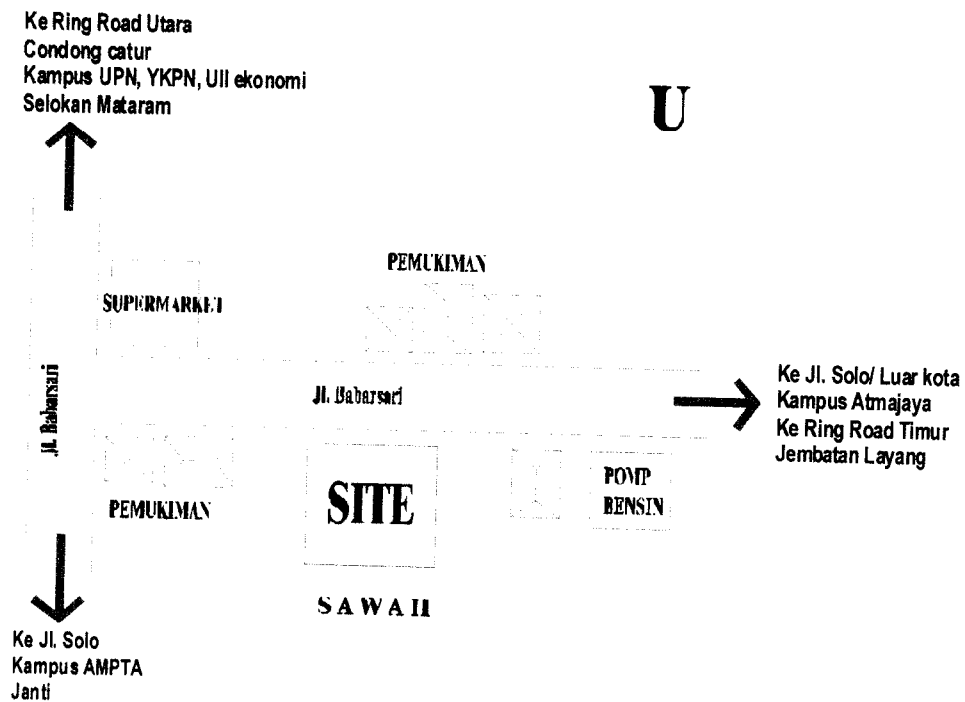 Ke Ring Road Utara
Condong catur
Kampus UPN, YKPN, UII ekonomi
Selokan Mataram
U
PEMUKIMAN
SUPERMARKET
Jl. Babarsari
Jl. Babarsari
Ke Jl. Solo/ Luar kota
Kampus Atmajaya
Ke Ring Road Timur
Jembatan Layang
PEMUKIMAN
SITE
POMP
BENSIN
SAWAH
Ke Jl. Solo
Kampus AMPTA
Janti